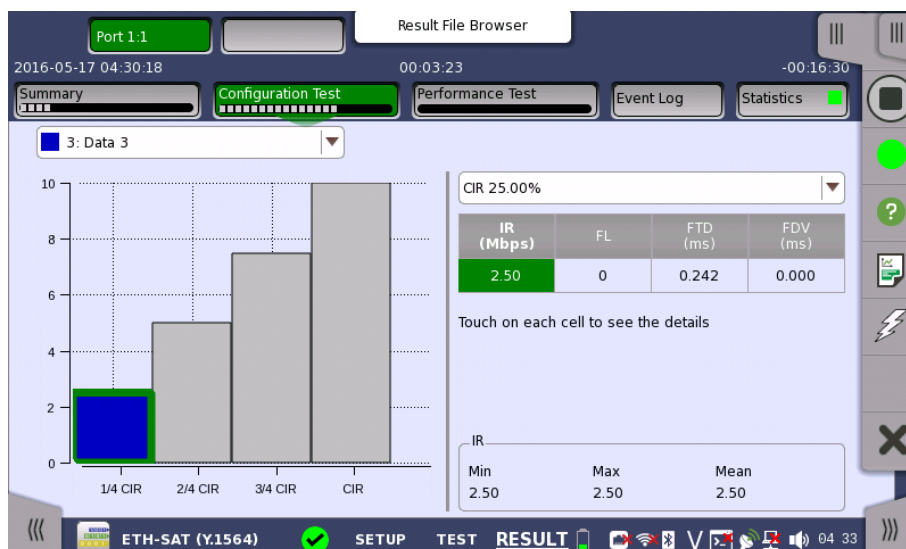 Result File Browser
Port 1:1
2016-05-17 04:30:18 00:03:23 -00:16:30
Summary Configuration Test Performance Test Event Log Statistics
3: Data 3
10
8
6
4
2
0
1/4 CIR 2/4 CIR 3/4 CIR CIR
CIR 25.00%
IR (Mbps) FL FTD (ms) FDV (ms)
2.50 0 0.242 0.000
Touch on each cell to see the details
IR
Min Max Mean
2.50 2.50 2.50
ETH-SAT (Y.1564) SETUP TEST RESULT V 04 33